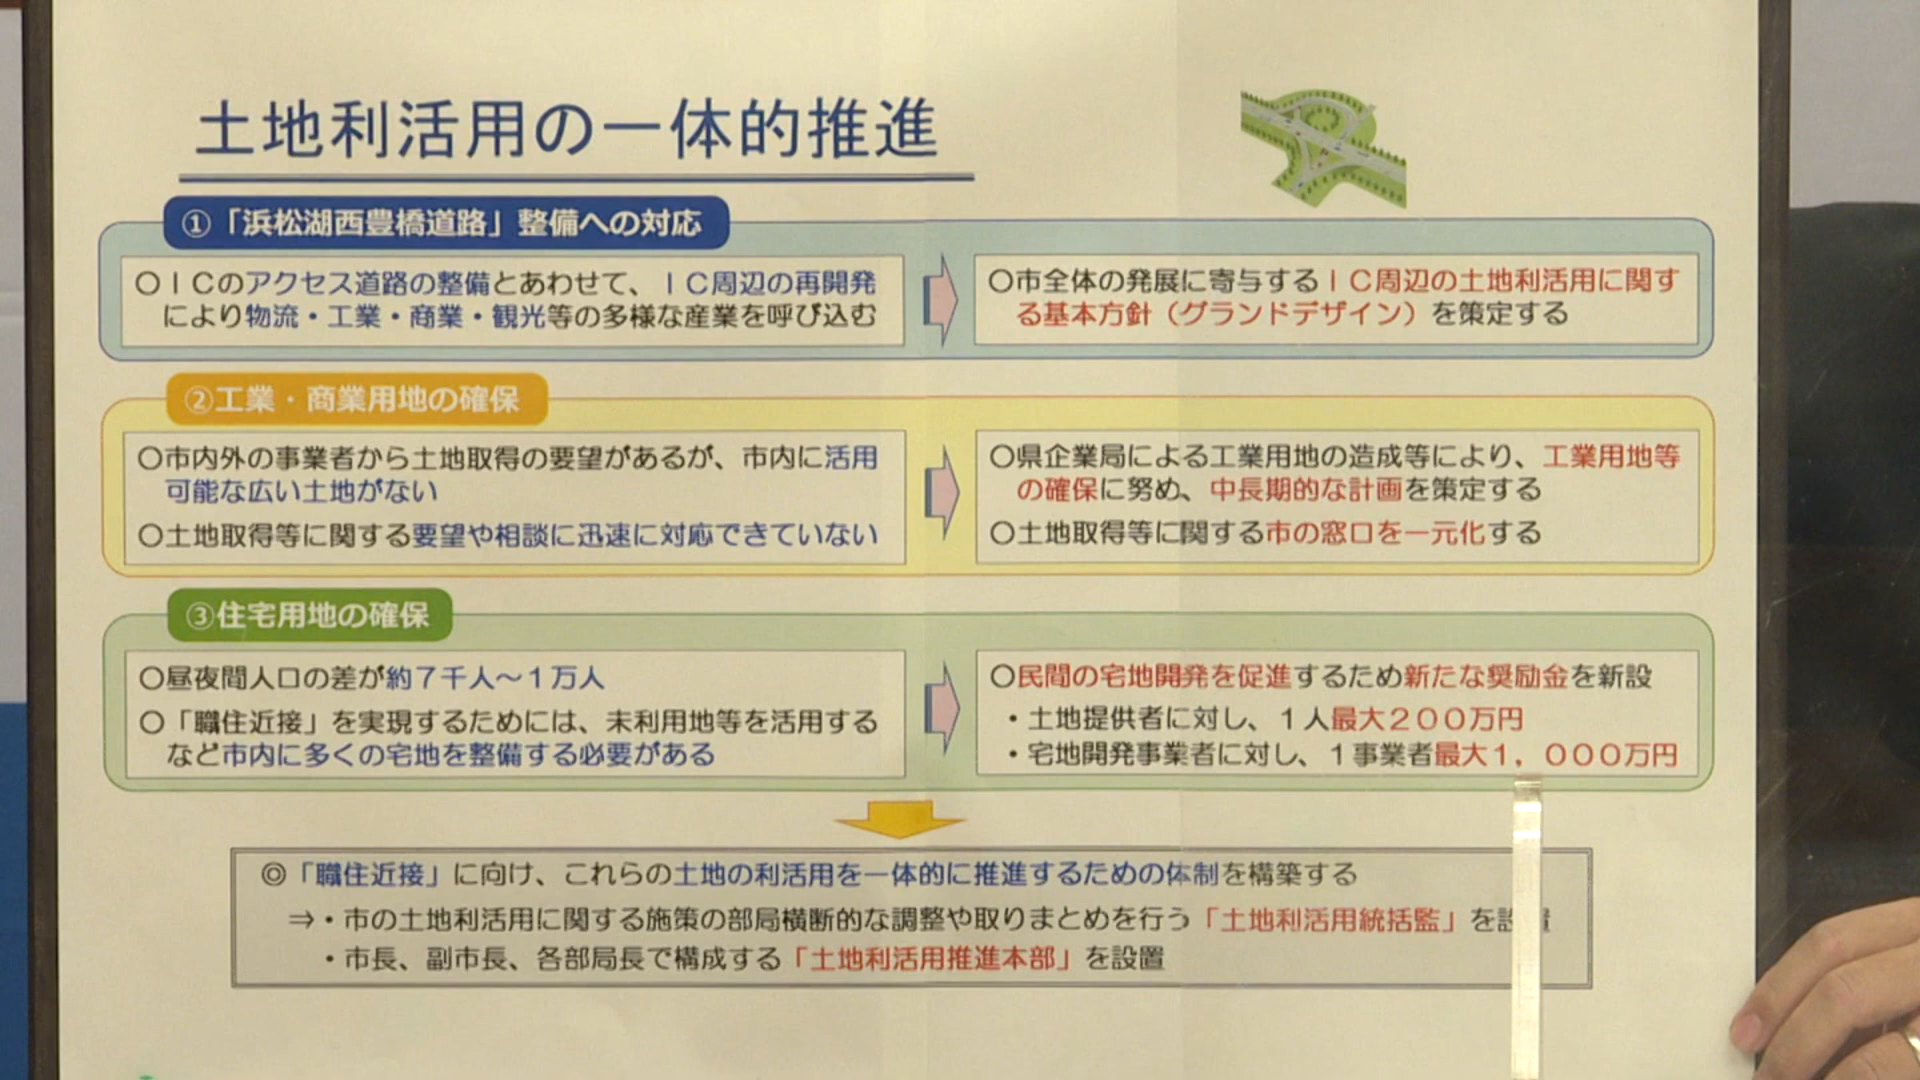 土地利活用の一体的推進
①「浜松湖西豊橋道路」整備への対応
〇ＩＣのアクセス道路の整備とあわせて、ＩＣ周辺の再開発
により物流・工業・商業・観光等の多様な産業を呼び込む
〇市全体の発展に寄与するＩＣ周辺の土地利活用に関す
る基本方針（グランドデザイン）を策定する
②工業・商業用地の確保
〇市内外の事業者から土地取得の要望があるが、市内に活用
可能な広い土地がない
〇土地取得等に関する要望や相談に迅速に対応できていない
〇県企業局による工業用地の造成等により、工業用地等
の確保に努め、中長期的な計画を策定する
〇土地取得等に関する市の窓口を一元化する
③住宅用地の確保
〇昼夜間人口の差が約７千人～１万人
〇「職住近接」を実現するためには、未利用地等を活用する
など市内に多くの宅地を整備する必要がある
〇民間の宅地開発を促進するため新たな奨励金を新設
・土地提供者に対し、１人最大２００万円
・宅地開発事業者に対し、１事業者最大１，０００万円
◎「職住近接」に向け、これらの土地の利活用を一体的に推進するための体制を構築する
⇒・市の土地利活用に関する施策の部局横断的な調整や取りまとめを行う「土地利活用統括監」を設置
・市長、副市長、各部局長で構成する「土地利活用推進本部」を設置